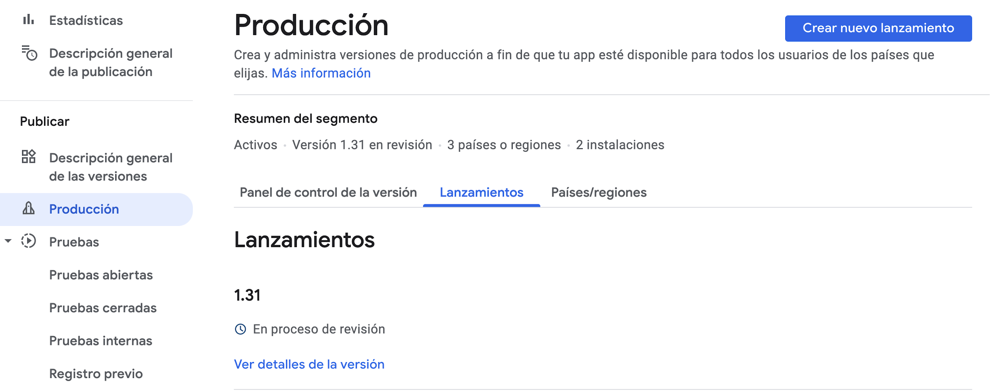 Estadísticas
Descripción general
de la publicación
Publicar
Descripción general
de las versiones
Producción
Pruebas
Pruebas abiertas
Pruebas cerradas
Pruebas internas
Registro previo
Producción
Crear nuevo lanzamiento
Crea y administra versiones de producción a fin de que tu app esté disponible para todos los usuarios de los países que
elijas. Más información
Resumen del segmento
Activos • Versión 1.31 en revisión • 3 países o regiones • 2 instalaciones
Panel de control de la versión Lanzamientos Países/regiones
Lanzamientos
1.31
En proceso de revisión
Ver detalles de la versión